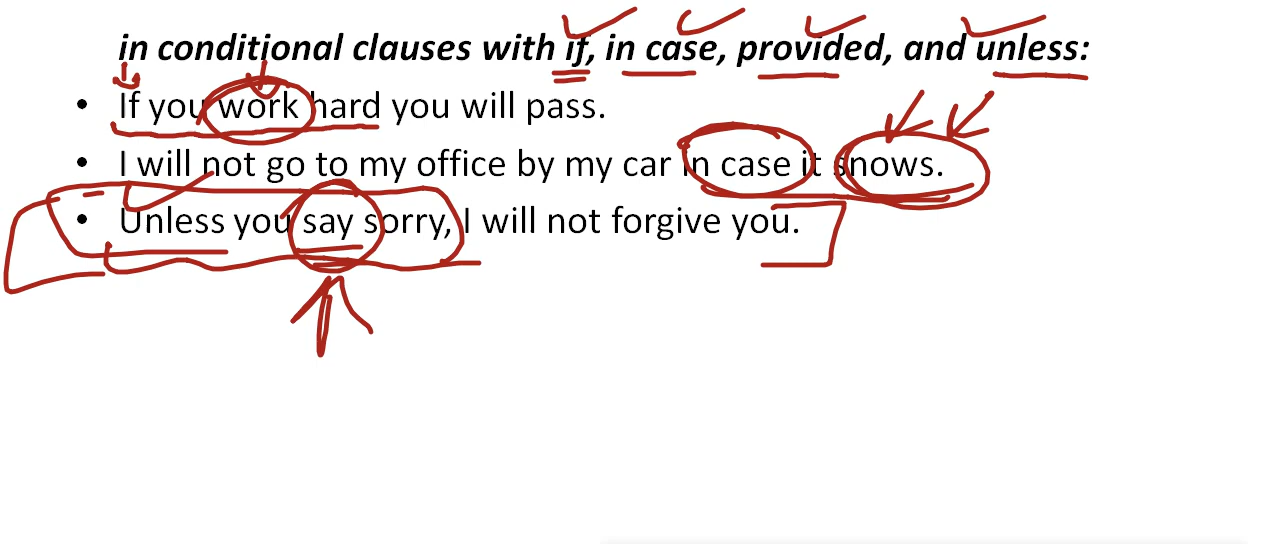 in conditional clauses with if, in case, provided, and unless:
• If you work hard you will pass.
• I will not go to my office by my car in case it snows.
• Unless you say sorry, I will not forgive you.